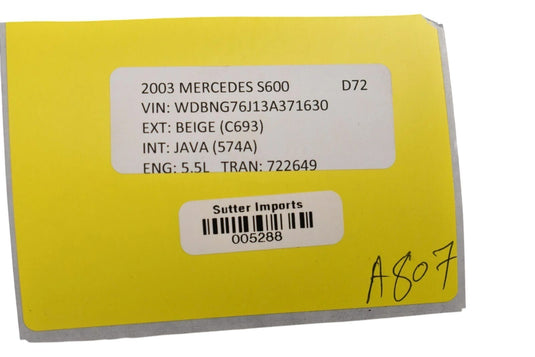 2003 MERCEDES S600 D72
VIN: WDBNG76J13A371630
EXT: BEIGE (C693)
INT: JAVA (574A)
ENG: 5.5L TRAN: 722649
Sutter Imports
005288
A807